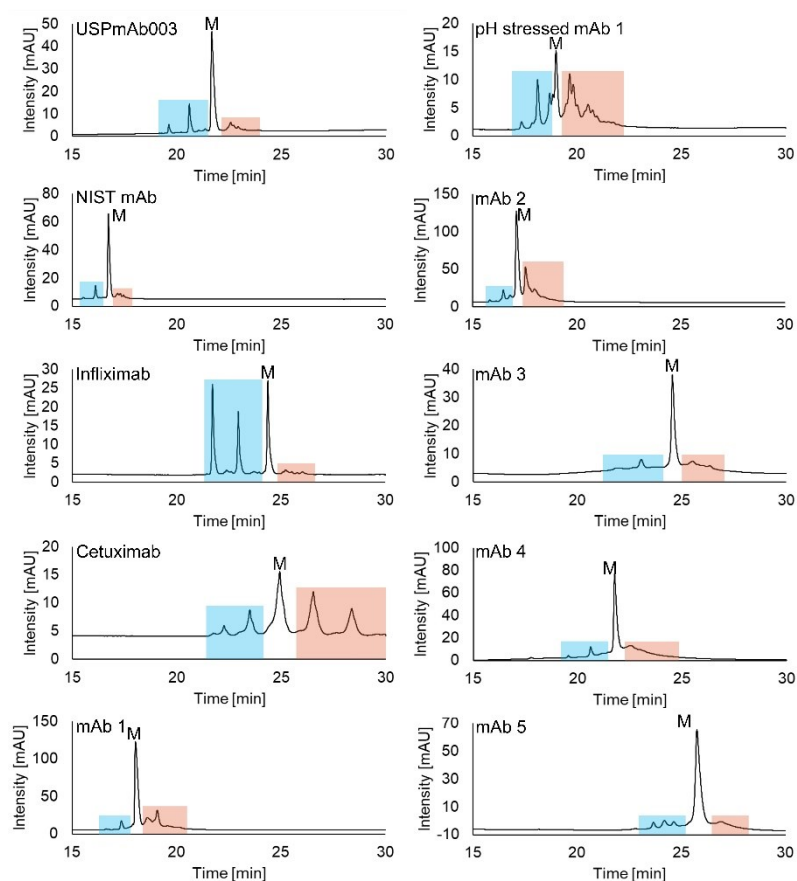 USPmAb003
M
Intensity [mAU]
50
40
30
20
10
0
15 20 25 30
Time [min]
pH stressed mAb 1
M
Intensity [mAU]
20
15
10
5
0
15 20 25 30
Time [min]
NIST mAb
M
Intensity [mAU]
80
60
40
20
0
15 20 25 30
Time [min]
mAb 2
M
Intensity [mAU]
150
100
50
0
15 20 25 30
Time [min]
Infliximab
M
Intensity [mAU]
30
25
20
15
10
5
0
15 20 25 30
Time [min]
mAb 3
M
Intensity [mAU]
40
30
20
10
0
15 20 25 30
Time [min]
Cetuximab
M
Intensity [mAU]
20
15
10
5
0
15 20 25 30
Time [min]
mAb 4
M
Intensity [mAU]
100
80
60
40
20
0
15 20 25 30
Time [min]
mAb 1
M
Intensity [mAU]
150
100
50
0
15 20 25 30
Time [min]
mAb 5
M
Intensity [mAU]
70
50
30
10
-10
15 20 25 30
Time [min]